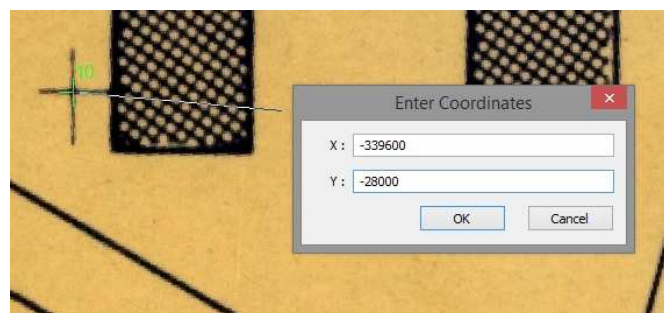 10
Enter Coordinates
X : -339600
Y : -28000
OK Cancel